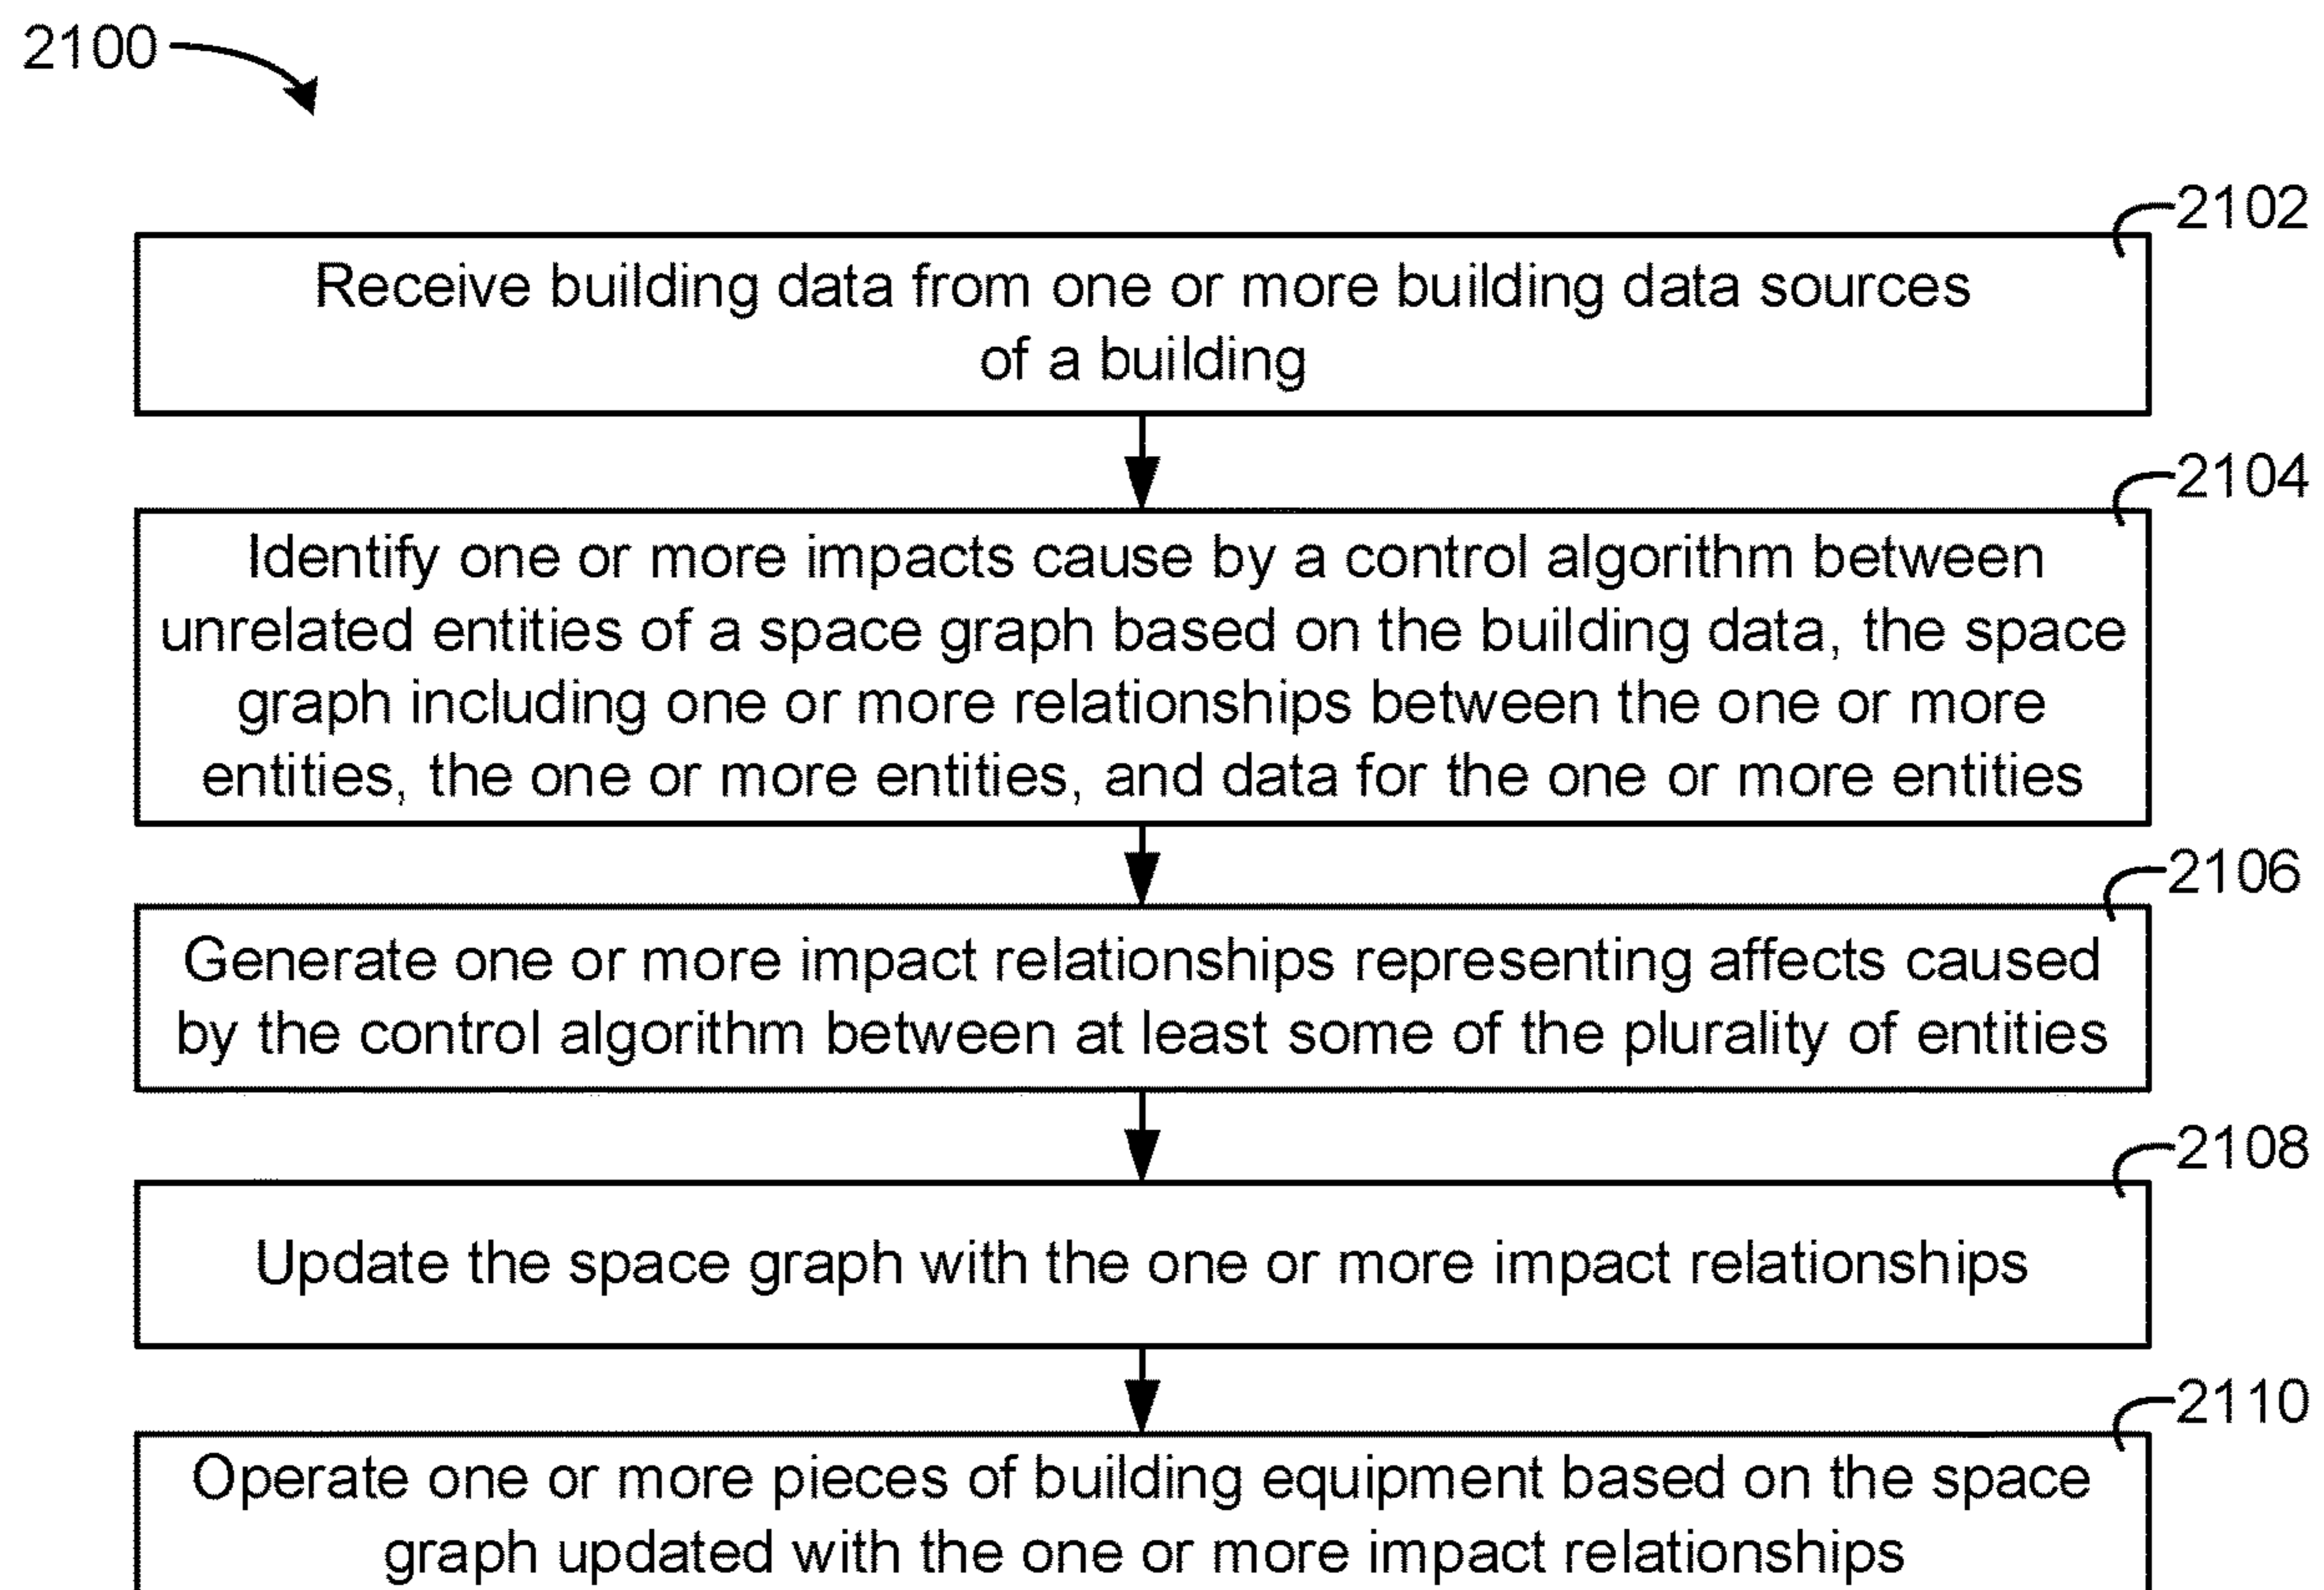 2100
2102
Receive building data from one or more building data sources
of a building
2104
Identify one or more impacts cause by a control algorithm between
unrelated entities of a space graph based on the building data, the space
graph including one or more relationships between the one or more
entities, the one or more entities, and data for the one or more entities
2106
Generate one or more impact relationships representing affects caused
by the control algorithm between at least some of the plurality of entities
2108
Update the space graph with the one or more impact relationships
2110
Operate one or more pieces of building equipment based on the space
graph updated with the one or more impact relationships